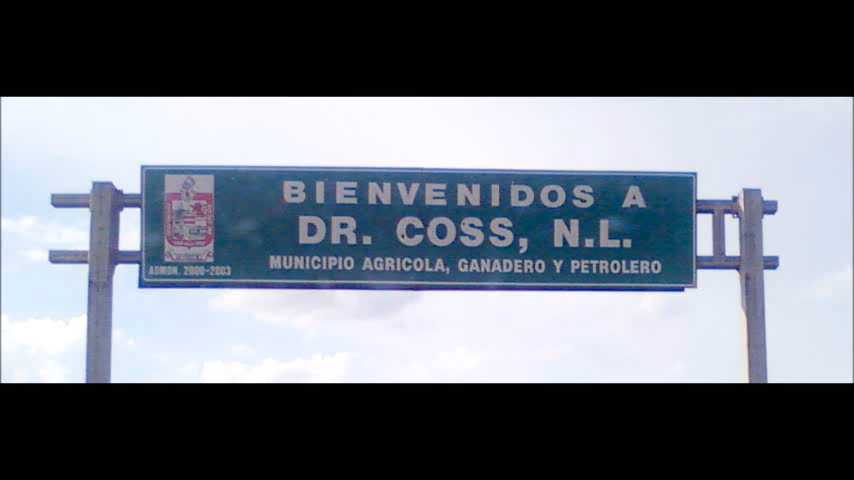 BIENVENIDOS A
DR. COSS, N.L.
MUNICIPIO AGRICOLA, GANADERO Y PETROLERO
ADMON. 2000-2003